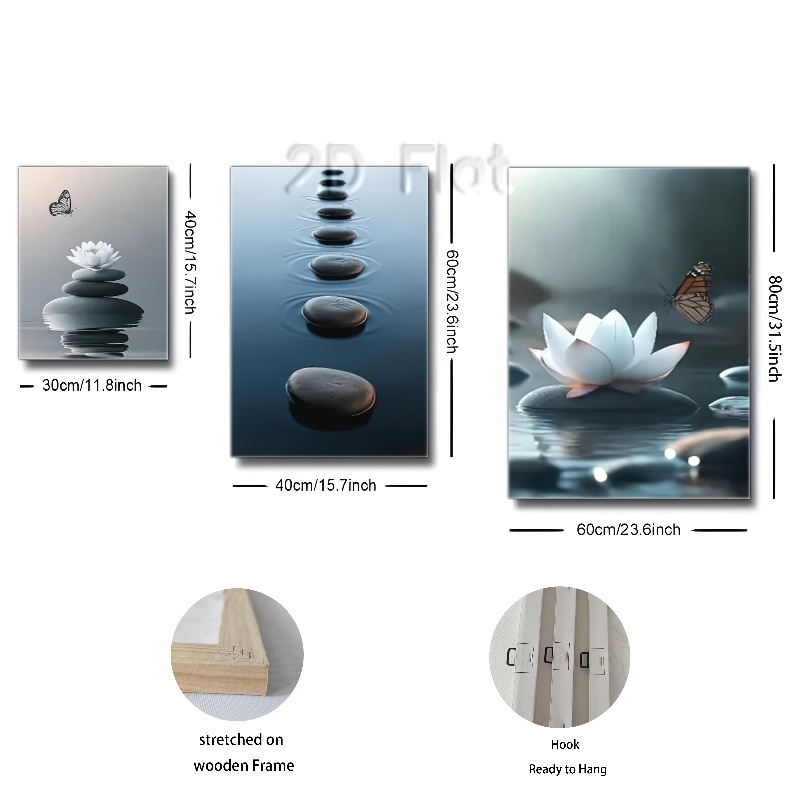 2D Flat
40cm/15.7inch
30cm/11.8inch
60cm/23.6inch
40cm/15.7inch
80cm/31.5inch
60cm/23.6inch
stretched on
wooden Frame
Hook
Ready to Hang